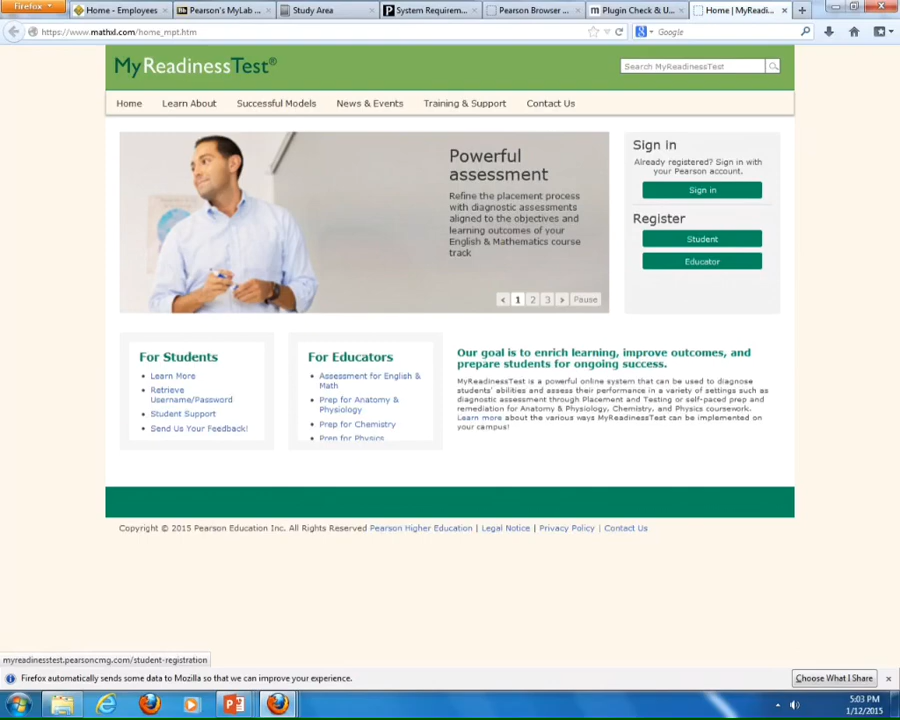 Firefox
Home - Employees
Pearson's MyLab ...
Study Area
System Requirem...
Pearson Browser ...
Plugin Check & U...
Home | MyReadi...
https://www.mathxl.com/home_mpt.htm
Google
MyReadinessTest®
Search MyReadinessTest
Home
Learn About
Successful Models
News & Events
Training & Support
Contact Us
Powerful
assessment
Refine the placement process
with diagnostic assessments
aligned to the objectives and
learning outcomes of your
English & Mathematics course
track
< 1 2 3 > Pause
Sign in
Already registered? Sign in with
your Pearson account.
Sign in
Register
Student
Educator
For Students
• Learn More
• Retrieve
Username/Password
• Student Support
• Send Us Your Feedback!
For Educators
• Assessment for English &
Math
• Prep for Anatomy &
Physiology
• Prep for Chemistry
• Prep for Physics
Our goal is to enrich learning, improve outcomes, and
prepare students for ongoing success.
MyReadinessTest is a powerful online system that can be used to diagnose
students' abilities and assess their performance in a variety of settings such as
diagnostic assessment through Placement and Testing or self-paced prep and
remediation for Anatomy & Physiology, Chemistry, and Physics coursework.
Learn more about the various ways MyReadinessTest can be implemented on
your campus!
Copyright © 2015 Pearson Education Inc. All Rights Reserved Pearson Higher Education | Legal Notice | Privacy Policy | Contact Us
myreadinesstest.pearsoncmg.com/student-registration
Firefox automatically sends some data to Mozilla so that we can improve your experience.
Choose What I Share
5:03 PM
1/12/2015